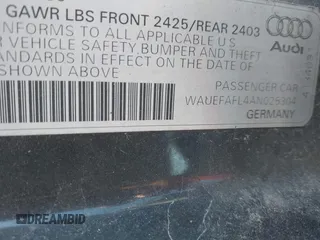 GAWR LBS FRONT 2425/REAR 2403
NFORMS TO ALL APPLICABLE
R VEHICLE SAFETY, BUMPER AND THEFT
STANDARDS IN EFFECT ON THE DATE OF
SHOWN ABOVE
Audi
PASSENGER CAR
WAUEFAFL4AN025304
GERMANY
DREAMBID